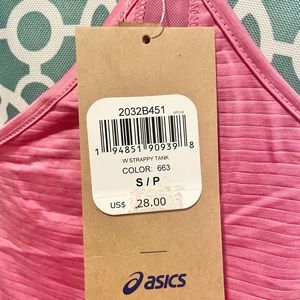 2032B451
1 94851 90939 8
W STRAPPY TANK
COLOR: 663
S / P
US$ 28.00
asics